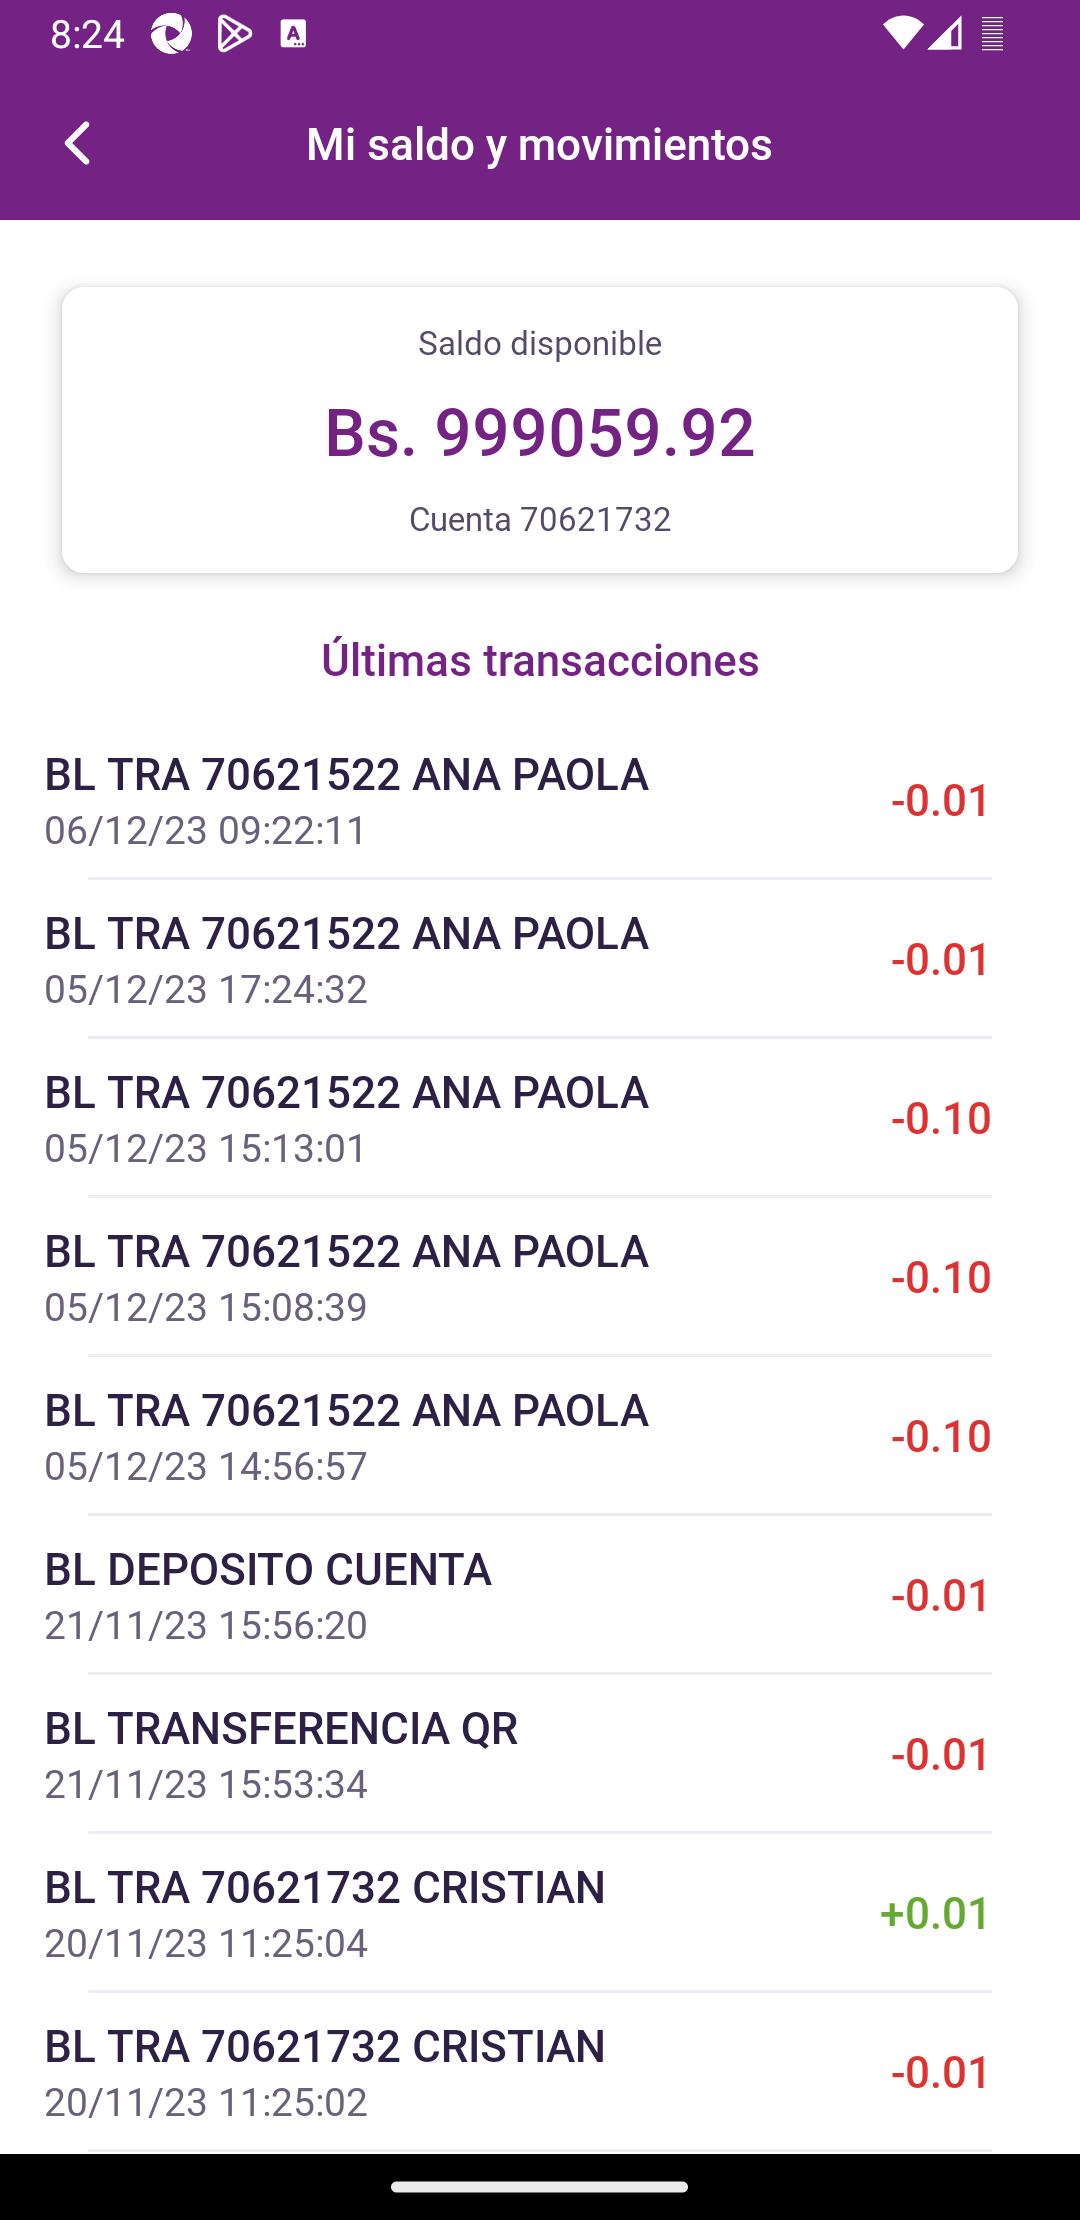 8:24
Mi saldo y movimientos
Saldo disponible
Bs. 999059.92
Cuenta 70621732
Últimas transacciones
BL TRA 70621522 ANA PAOLA
06/12/23 09:22:11
-0.01
BL TRA 70621522 ANA PAOLA
05/12/23 17:24:32
-0.01
BL TRA 70621522 ANA PAOLA
05/12/23 15:13:01
-0.10
BL TRA 70621522 ANA PAOLA
05/12/23 15:08:39
-0.10
BL TRA 70621522 ANA PAOLA
05/12/23 14:56:57
-0.10
BL DEPOSITO CUENTA
21/11/23 15:56:20
-0.01
BL TRANSFERENCIA QR
21/11/23 15:53:34
-0.01
BL TRA 70621732 CRISTIAN
20/11/23 11:25:04
+0.01
BL TRA 70621732 CRISTIAN
20/11/23 11:25:02
-0.01